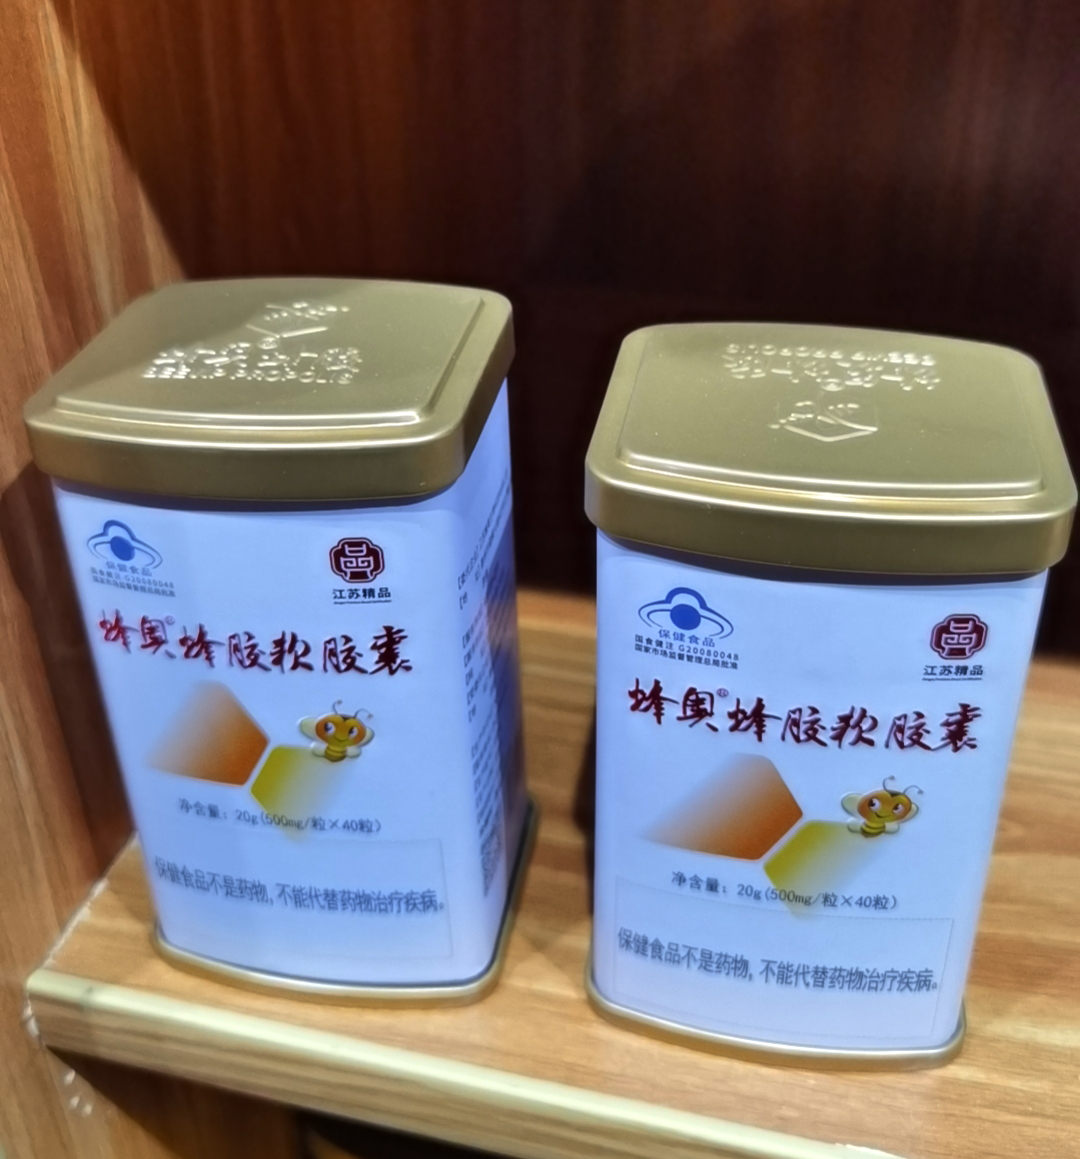 保健食品
国食健注 G20080048
国家市场监督管理总局批准
江苏精品
蜂奥®蜂胶软胶囊
净含量：20g(500mg/粒×40粒)
保健食品不是药物，不能代替药物治疗疾病。
保健食品
国食健注 G20080048
国家市场监督管理总局批准
江苏精品
蜂奥®蜂胶软胶囊
净含量：20g(500mg/粒×40粒)
保健食品不是药物，不能代替药物治疗疾病。